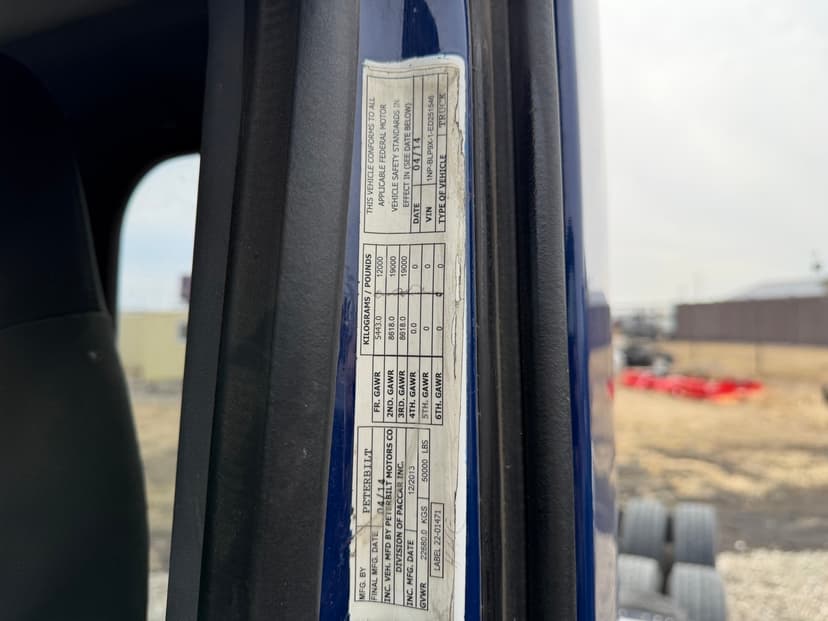 MFG. BY PETERBILT
FINAL MFG. DATE 04/14
INC. VEH. MFD BY PETERBILT MOTORS CO
DIVISION OF PACCAR INC.
INC. MFG. DATE 12/2013
GVWR 22680.0 KGS 50000 LBS
LABEL 22-01471
KILOGRAMS / POUNDS
FR. GAWR 5443.0 12000
2ND. GAWR 8618.0 19000
3RD. GAWR 8618.0 19000
4TH. GAWR 0.0 0
5TH. GAWR 0 0
6TH. GAWR 0 0
THIS VEHICLE CONFORMS TO ALL
APPLICABLE FEDERAL MOTOR
VEHICLE SAFETY STANDARDS IN
EFFECT IN (SEE DATE BELOW)
DATE 04/14
VIN 1NP-BLP9X-1-ED251546
TYPE OF VEHICLE TRUCK